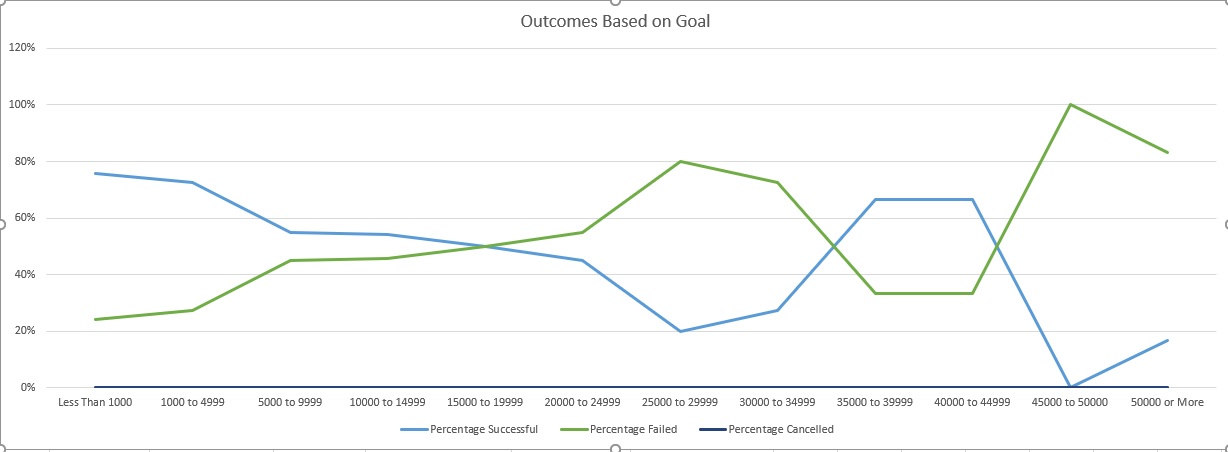 Outcomes Based on Goal
120%
100%
80%
60%
40%
20%
0%
Less Than 1000 1000 to 4999 5000 to 9999 10000 to 14999 15000 to 19999 20000 to 24999 25000 to 29999 30000 to 34999 35000 to 39999 40000 to 44999 45000 to 50000 50000 or More
Percentage Successful Percentage Failed Percentage Cancelled